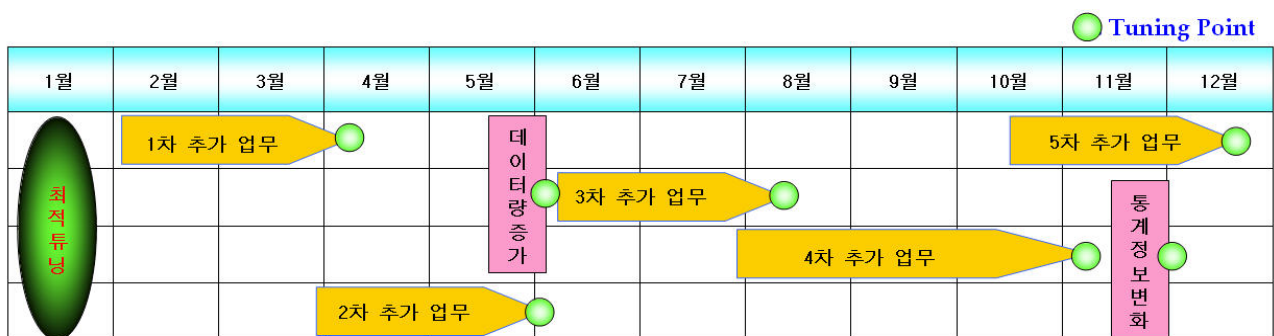 Tuning Point
1월 2월 3월 4월 5월 6월 7월 8월 9월 10월 11월 12월
최적튜닝
1차 추가 업무
데이터량증가
5차 추가 업무
3차 추가 업무
통계정보변화
4차 추가 업무
2차 추가 업무